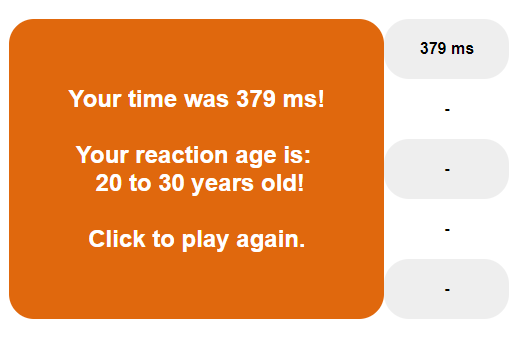 Your time was 379 ms!
Your reaction age is:
20 to 30 years old!
Click to play again.
379 ms
-
-
-
-